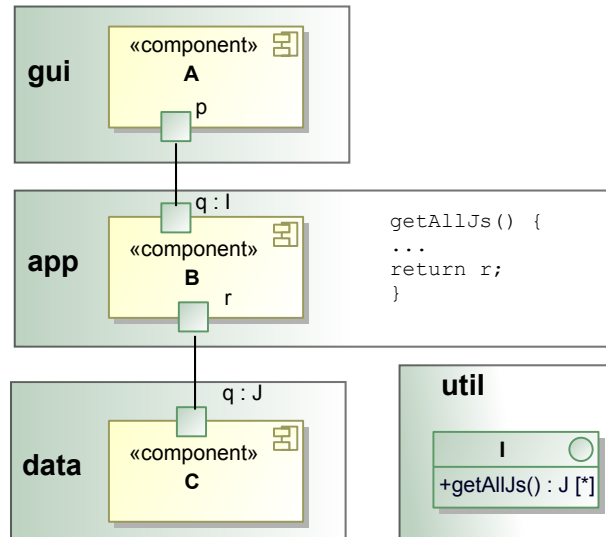 «component»
gui
A
p
q : I
getAllJs() {
...
return r;
}
«component»
app
B
r
q : J
util
«component»
data
C
I
+getAllJs() : J [*]